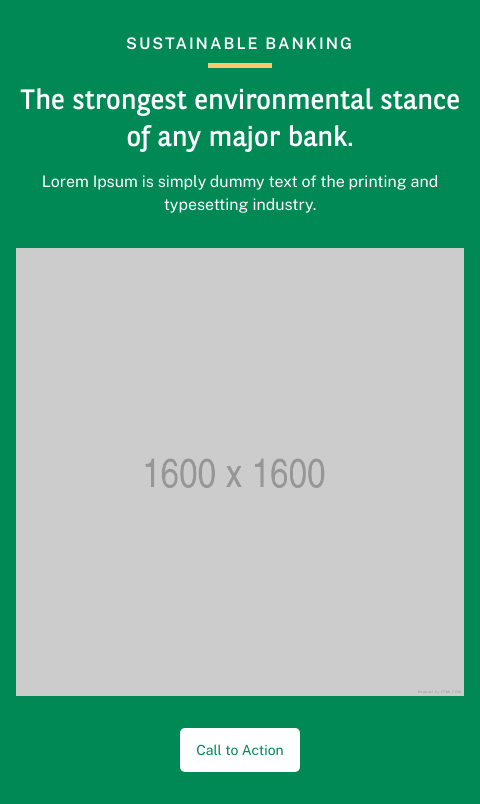 SUSTAINABLE BANKING
The strongest environmental stance
of any major bank.
Lorem Ipsum is simply dummy text of the printing and
typesetting industry.
1600 x 1600
Call to Action